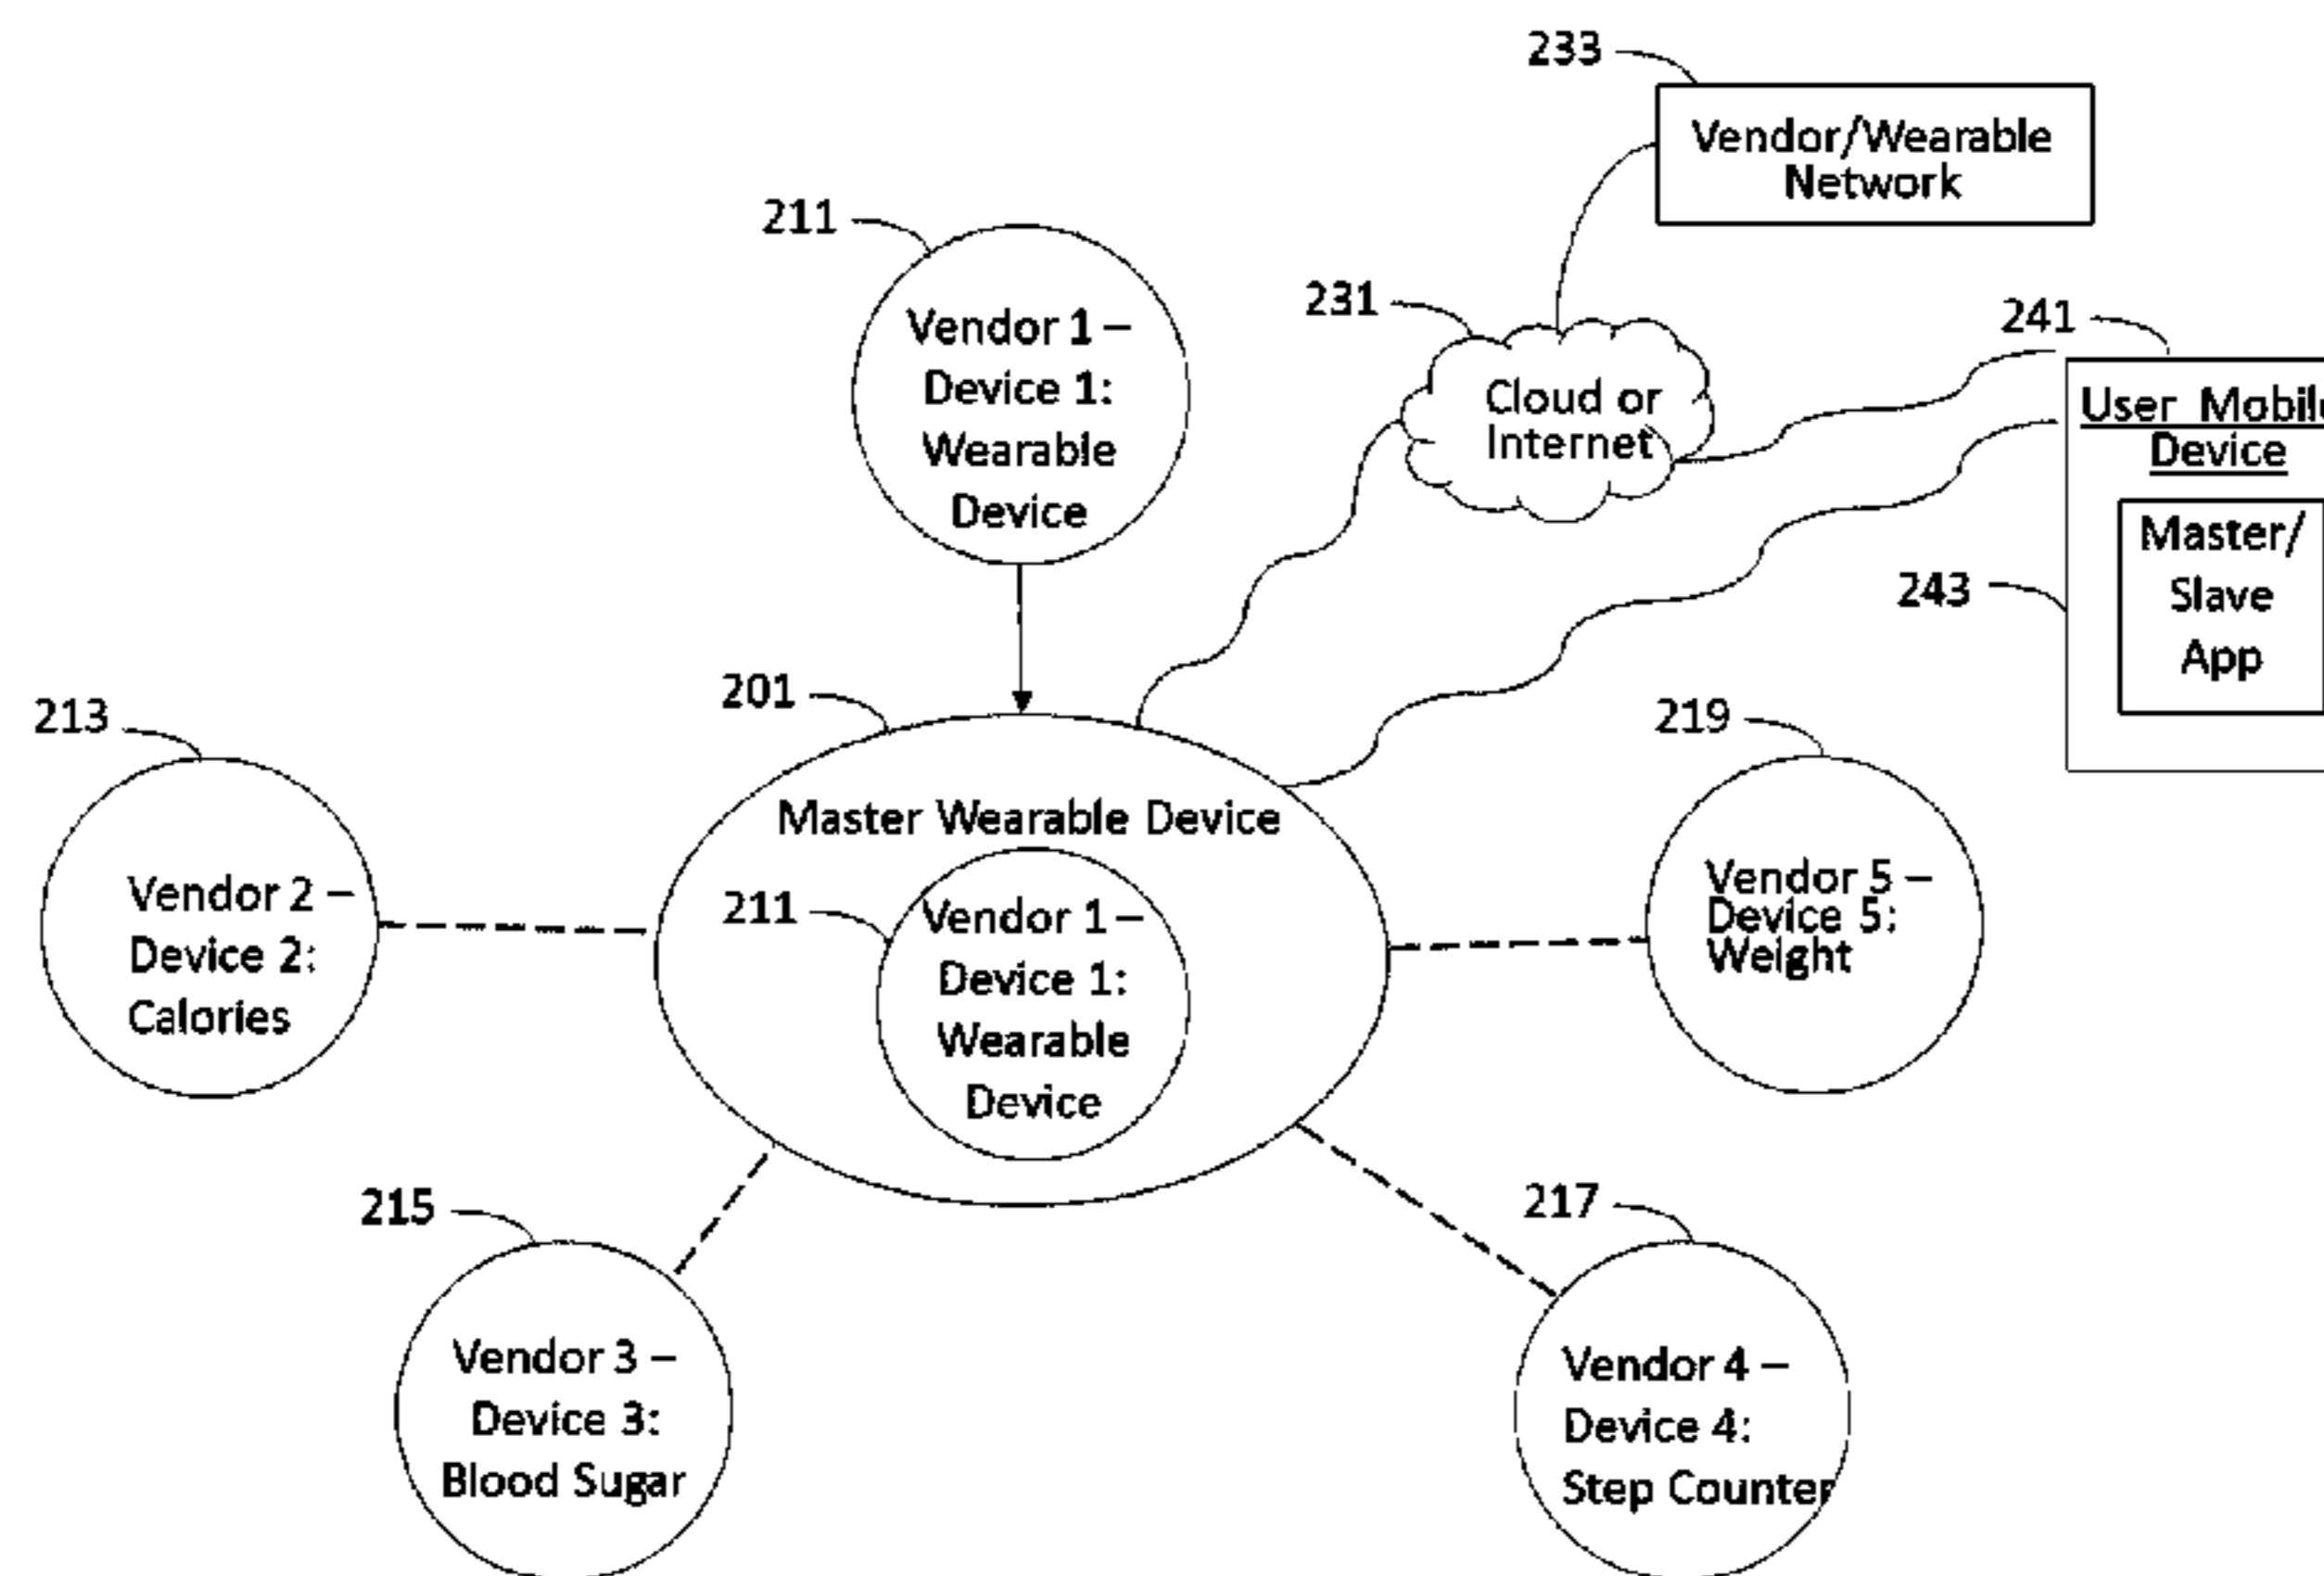 233
Vendor/Wearable
Network
211
Vendor 1 –
Device 1:
Wearable
Device
231
Cloud or
Internet
241
User Mobile
Device
Master/
Slave
App
243
201
Master Wearable Device
211
Vendor 1 –
Device 1:
Wearable
Device
213
Vendor 2 –
Device 2:
Calories
219
Vendor 5 –
Device 5:
Weight
215
Vendor 3 –
Device 3:
Blood Sugar
217
Vendor 4 –
Device 4:
Step Counter